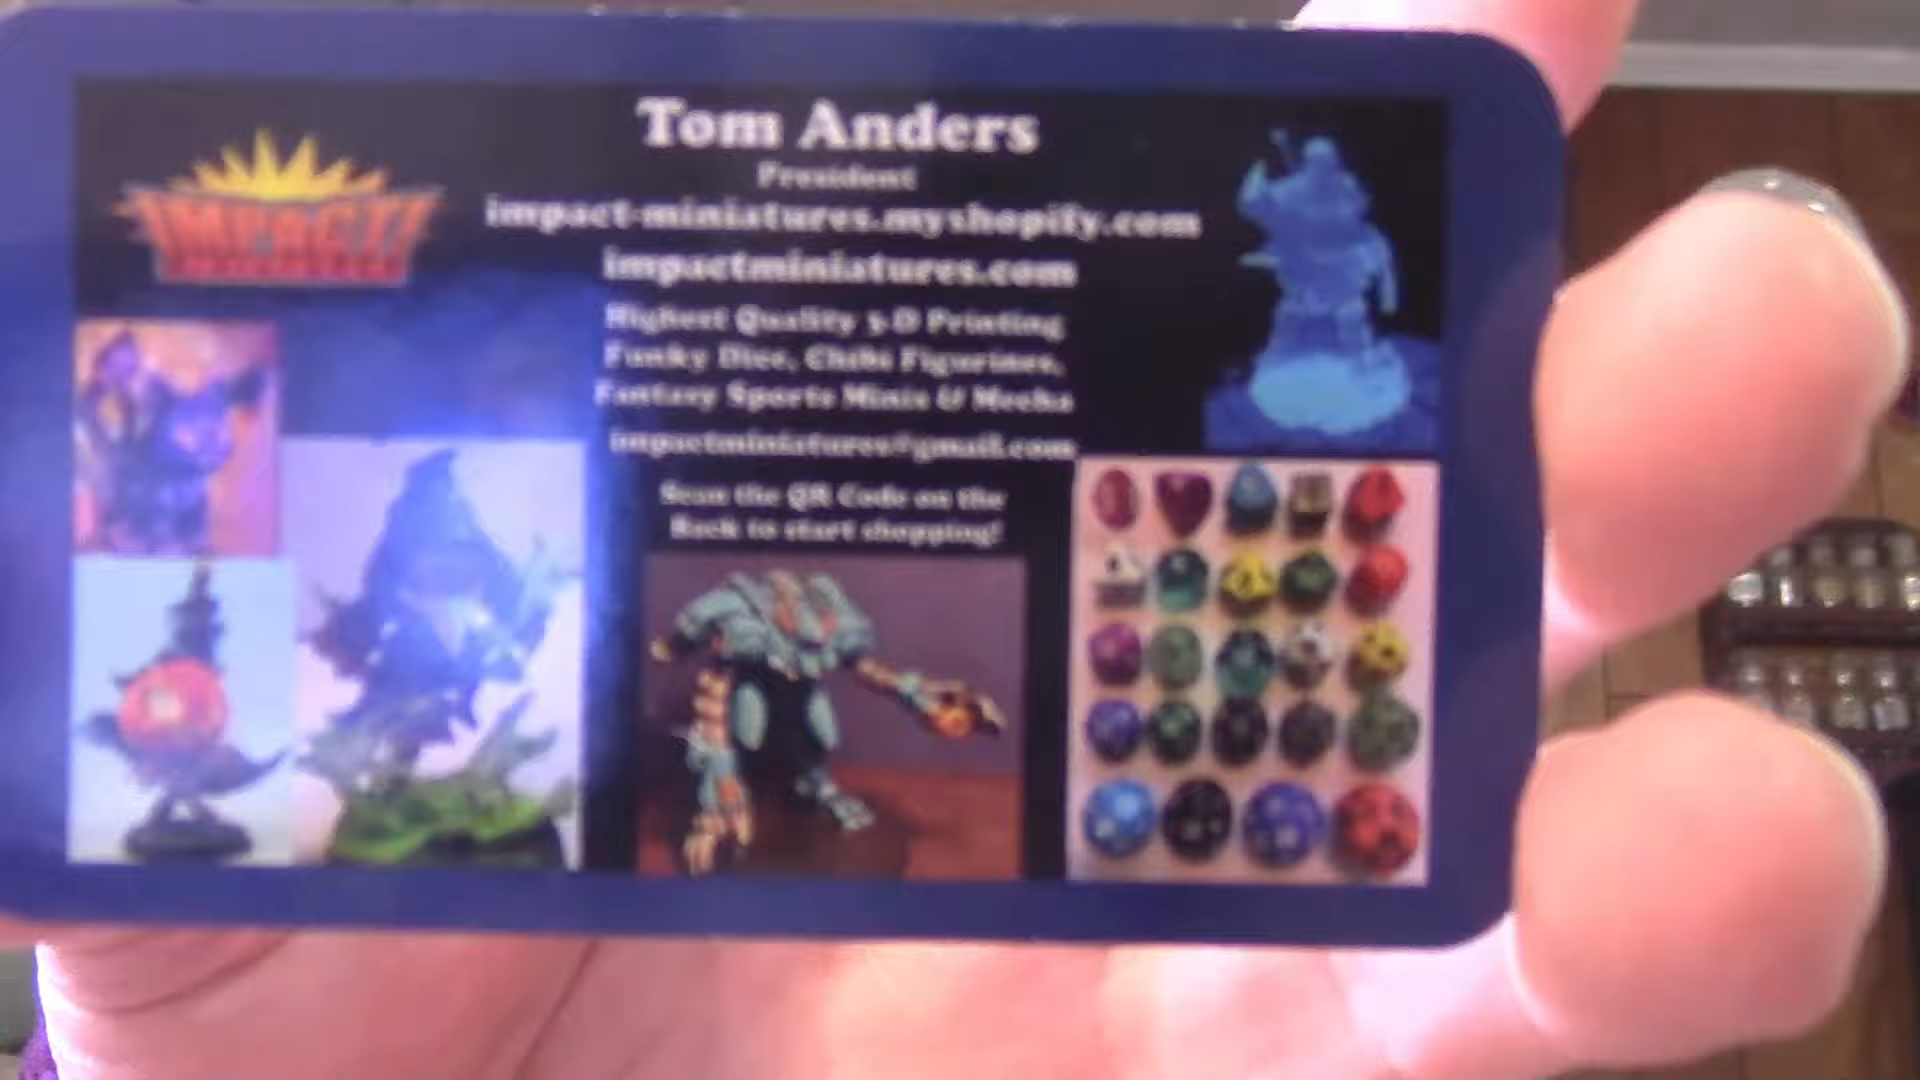 Tom Anders
President
IMPACT!
impact-miniatures.myshopify.com
impactminiatures.com
Highest Quality 3-D Printing
Funky Dice, Chibi Figurines,
Fantasy Sports Minis & Mecha
impactminiatures@gmail.com
Scan the QR Code on the
Back to start shopping!